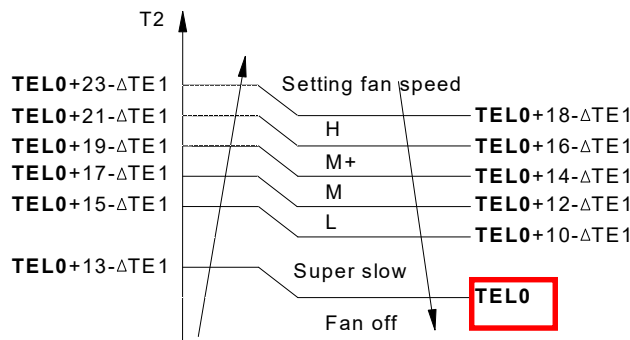 T2
TEL0+23-ΔTE1 Setting fan speed
TEL0+18-ΔTE1
TEL0+21-ΔTE1
H
TEL0+16-ΔTE1
TEL0+19-ΔTE1
M+
TEL0+14-ΔTE1
TEL0+17-ΔTE1
M
TEL0+12-ΔTE1
TEL0+15-ΔTE1
L
TEL0+10-ΔTE1
TEL0+13-ΔTE1
Super slow
TEL0
Fan off